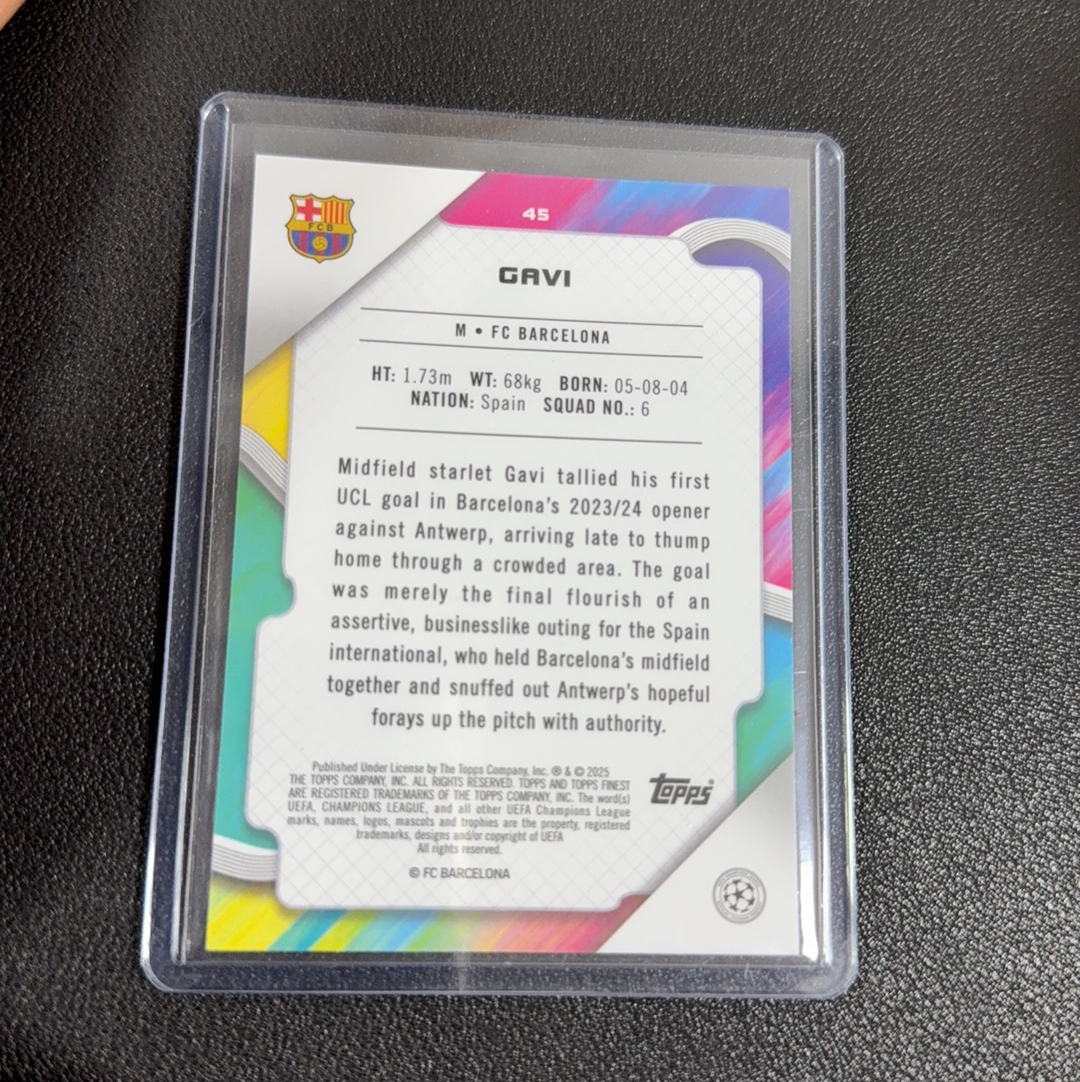 FCB
45
GAVI
M • FC BARCELONA
HT: 1.73m WT: 68kg BORN: 05-08-04
NATION: Spain SQUAD NO.: 6
Midfield starlet Gavi tallied his first
UCL goal in Barcelona's 2023/24 opener
against Antwerp, arriving late to thump
home through a crowded area. The goal
was merely the final flourish of an
assertive, businesslike outing for the Spain
international, who held Barcelona's midfield
together and snuffed out Antwerp's hopeful
forays up the pitch with authority.
Published Under License by The Topps Company, Inc. ® & © 2025
THE TOPPS COMPANY, INC. ALL RIGHTS RESERVED. TOPPS AND TOPPS FINEST
ARE REGISTERED TRADEMARKS OF THE TOPPS COMPANY, INC. The word(s)
UEFA, CHAMPIONS LEAGUE, and all other UEFA Champions League
marks, names, logos, mascots and trophies are the property, registered
trademarks, designs and/or copyright of UEFA
All rights reserved.
topps®
© FC BARCELONA